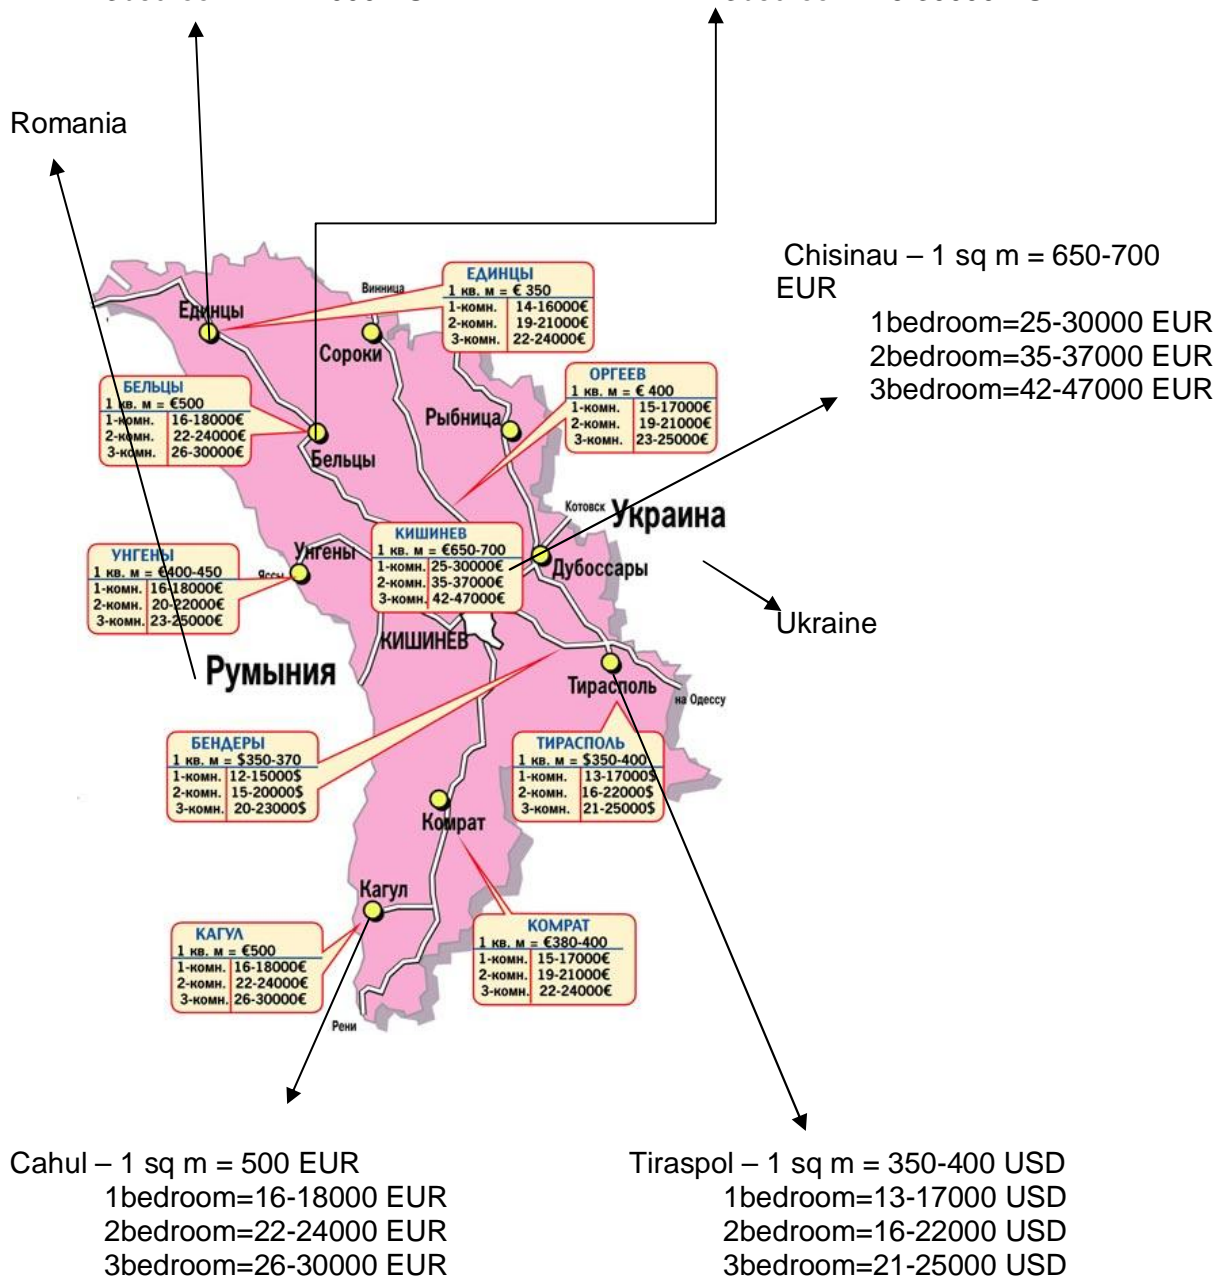 Romania
Chisinau – 1 sq m = 650-700
EUR
1bedroom=25-30000 EUR
2bedroom=35-37000 EUR
3bedroom=42-47000 EUR
Винница
ЕДИНЦЫ
1 кв. м = € 350
1-комн. 14-16000€
2-комн. 19-21000€
3-комн. 22-24000€
Единцы
Сороки
ОРГЕЕВ
1 кв. м = € 400
1-комн. 15-17000€
2-комн. 19-21000€
3-комн. 23-25000€
БЕЛЬЦЫ
1 кв. м = €500
1-комн. 16-18000€
2-комн. 22-24000€
3-комн. 26-30000€
Рыбница
Бельцы
Котовск
Украина
КИШИНЕВ
1 кв. м = €650-700
1-комн. 25-30000€
2-комн. 35-37000€
3-комн. 42-47000€
УНГЕНЫ
1 кв. м = €400-450
1-комн. 16-18000€
2-комн. 20-22000€
3-комн. 23-25000€
Унгены
Яссы
Дубоссары
Ukraine
КИШИНЕВ
Румыния
Тирасполь
на Одессу
БЕНДЕРЫ
1 кв. м = $350-370
1-комн. 12-15000$
2-комн. 15-20000$
3-комн. 20-23000$
ТИРАСПОЛЬ
1 кв. м = $350-400
1-комн. 13-17000$
2-комн. 16-22000$
3-комн. 21-25000$
Комрат
Кагул
КАГУЛ
1 кв. м = €500
1-комн. 16-18000€
2-комн. 22-24000€
3-комн. 26-30000€
КОМРАТ
1 кв. м = €380-400
1-комн. 15-17000€
2-комн. 19-21000€
3-комн. 22-24000€
Рени
Cahul – 1 sq m = 500 EUR
1bedroom=16-18000 EUR
2bedroom=22-24000 EUR
3bedroom=26-30000 EUR
Tiraspol – 1 sq m = 350-400 USD
1bedroom=13-17000 USD
2bedroom=16-22000 USD
3bedroom=21-25000 USD